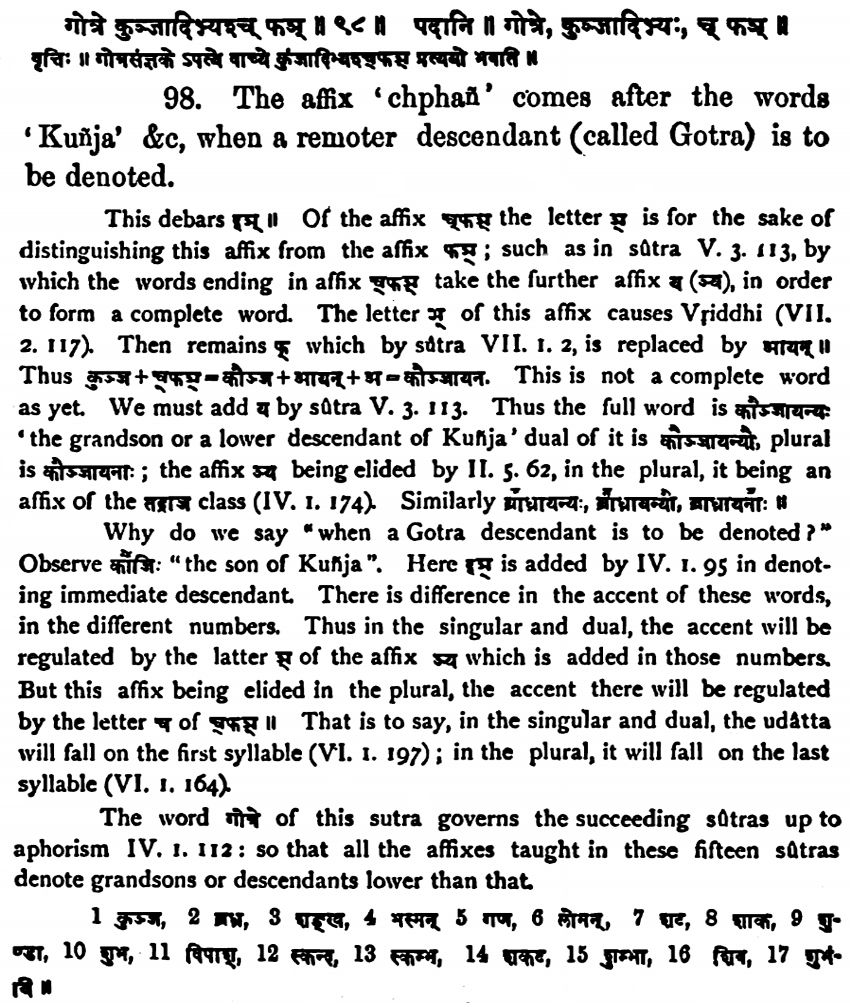 गोत्रे कुञ्जादिभ्यश्च् फञ् ॥ ९८ ॥ पदानि ॥ गोत्रे, कुञ्जादिभ्यः, च् फञ् ॥
वृत्तिः ॥ गोत्रसंज्ञके ऽपत्ये वाच्ये कुंजादिभ्यश्च्फञ् प्रत्ययो भवति ॥
98. The affix ‘chphañ’ comes after the words
‘Kuñja’ &c, when a remoter descendant (called Gotra) is to
be denoted.
This debars इञ् ॥ Of the affix च्फञ् the letter ञ् is for the sake of
distinguishing this affix from the affix फञ् ; such as in sûtra V. 3. 113, by
which the words ending in affix च्फञ् take the further affix य (ञ्य), in order
to form a complete word. The letter ञ् of this affix causes Vṛiddhi (VII.
2. 117). Then remains फ् which by sûtra VII. 1. 2, is replaced by आयन् ॥
Thus कुञ्ज + च्फञ् = कौञ्ज + आयन् + अ = कौञ्जायन. This is not a complete word
as yet. We must add य by sûtra V. 3. 113. Thus the full word is कौञ्जायन्यः
‘the grandson or a lower descendant of Kuñja’ dual of it is कौञ्जायन्यौ, plural
is कौञ्जायनाः ; the affix ञ्य being elided by II. 5. 62, in the plural, it being an
affix of the तद्राज class (IV. 1. 174). Similarly ब्राध्नायन्यः, ब्राध्नायन्यौ, ब्राध्नायनाः ॥
Why do we say “when a Gotra descendant is to be denoted?”
Observe कौंजिः “the son of Kuñja”. Here इञ् is added by IV. 1. 95 in denot-
ing immediate descendant. There is difference in the accent of these words,
in the different numbers. Thus in the singular and dual, the accent will be
regulated by the latter ञ् of the affix ञ्य which is added in those numbers.
But this affix being elided in the plural, the accent there will be regulated
by the letter च of च्फञ् ॥ That is to say, in the singular and dual, the udâtta
will fall on the first syllable (VI. 1. 197) ; in the plural, it will fall on the last
syllable (VI. 1. 164).
The word गोत्रे of this sutra governs the succeeding sûtras up to
aphorism IV. 1. 112 : so that all the affixes taught in these fifteen sûtras
denote grandsons or descendants lower than that.
1 कुञ्ज, 2 ब्रध्न, 3 शङ्ख, 4 भस्मन् 5 गण, 6 लोमन्, 7 शट, 8 शाक, 9 शु-
ण्डा, 10 शुभ, 11 विपाश्, 12 स्कन्द, 13 स्कम्भ, 14 शकट, 15 शुम्भा, 16 शिव, 17 शुभं-
वि ॥